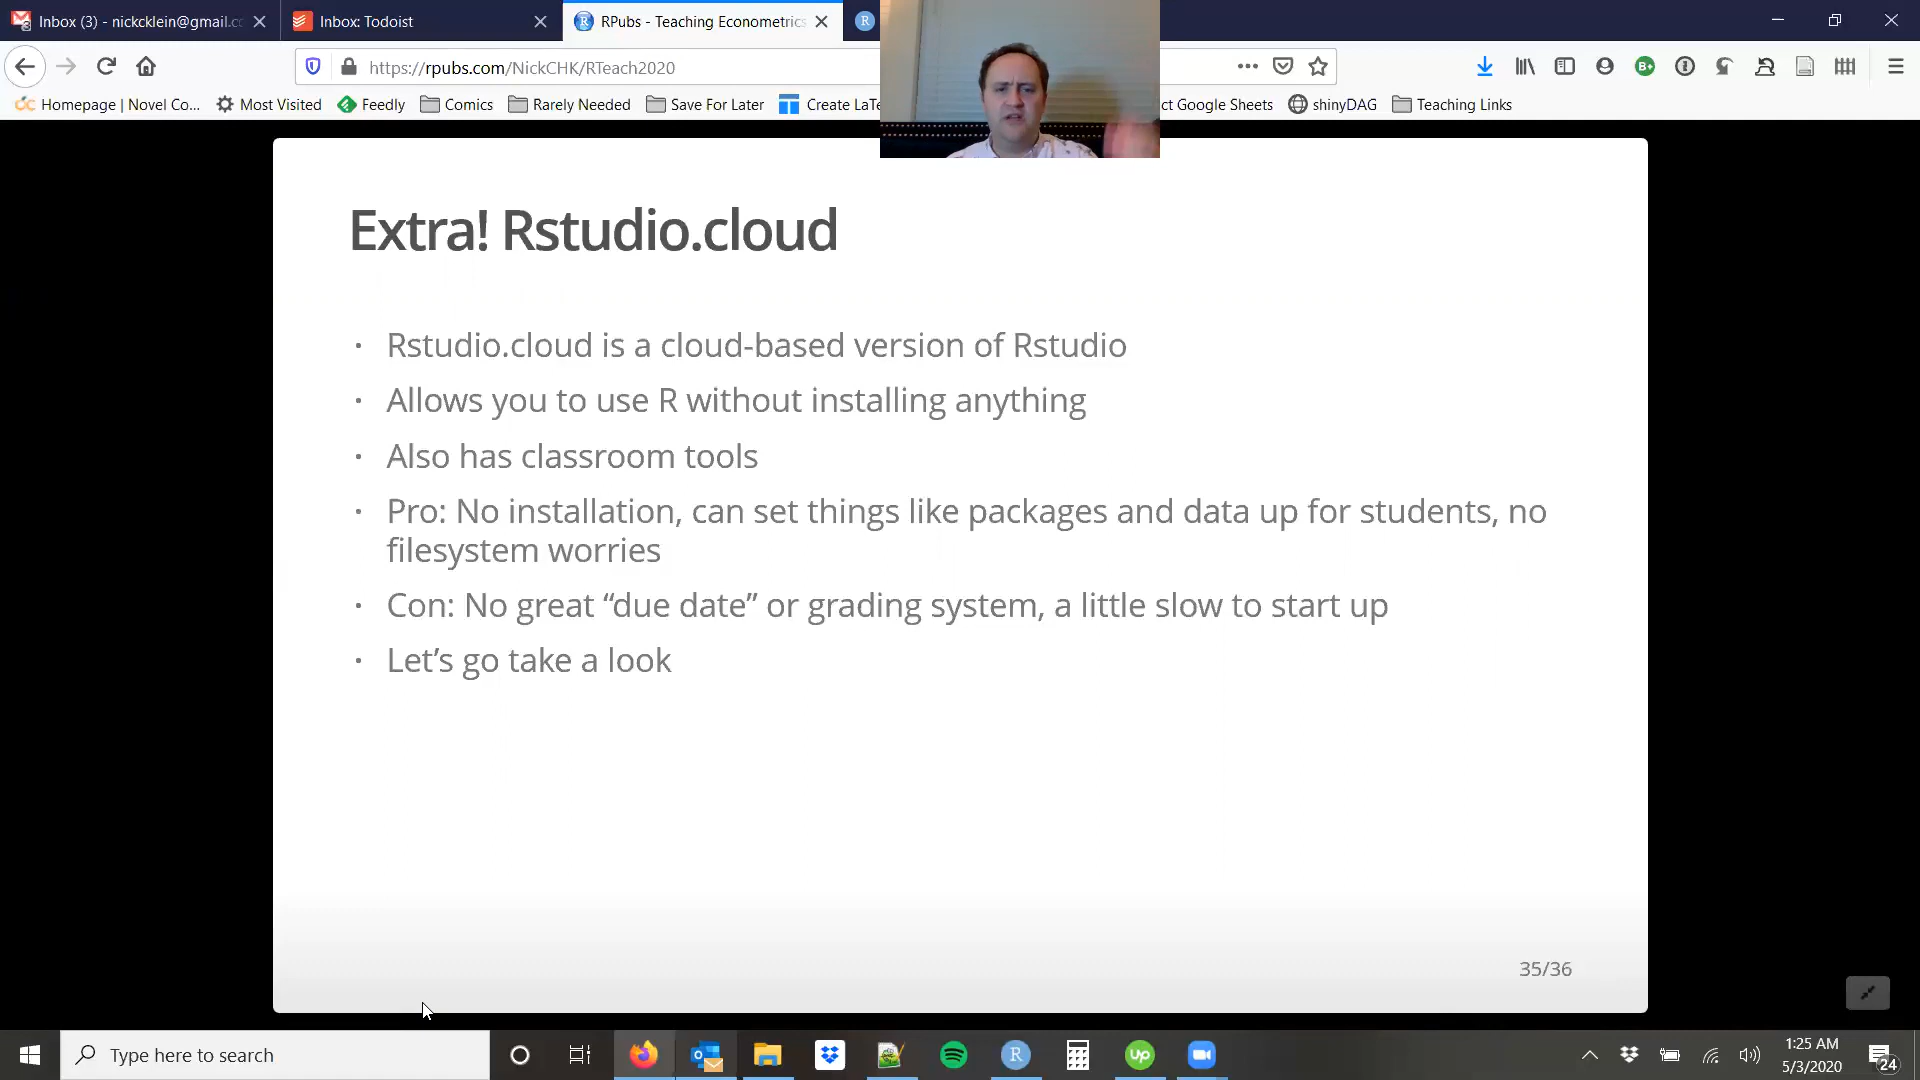 Inbox (3) - nickcklein@gmail.c
Inbox: Todoist
RPubs - Teaching Econometrics
https://rpubs.com/NickCHK/RTeach2020
Homepage | Novel Co...
Most Visited
Feedly
Comics
Rarely Needed
Save For Later
Create LaTe
ct Google Sheets
shinyDAG
Teaching Links
Extra! Rstudio.cloud
• Rstudio.cloud is a cloud-based version of Rstudio
• Allows you to use R without installing anything
• Also has classroom tools
• Pro: No installation, can set things like packages and data up for students, no
filesystem worries
• Con: No great “due date” or grading system, a little slow to start up
• Let’s go take a look
35/36
Type here to search
1:25 AM
5/3/2020
24